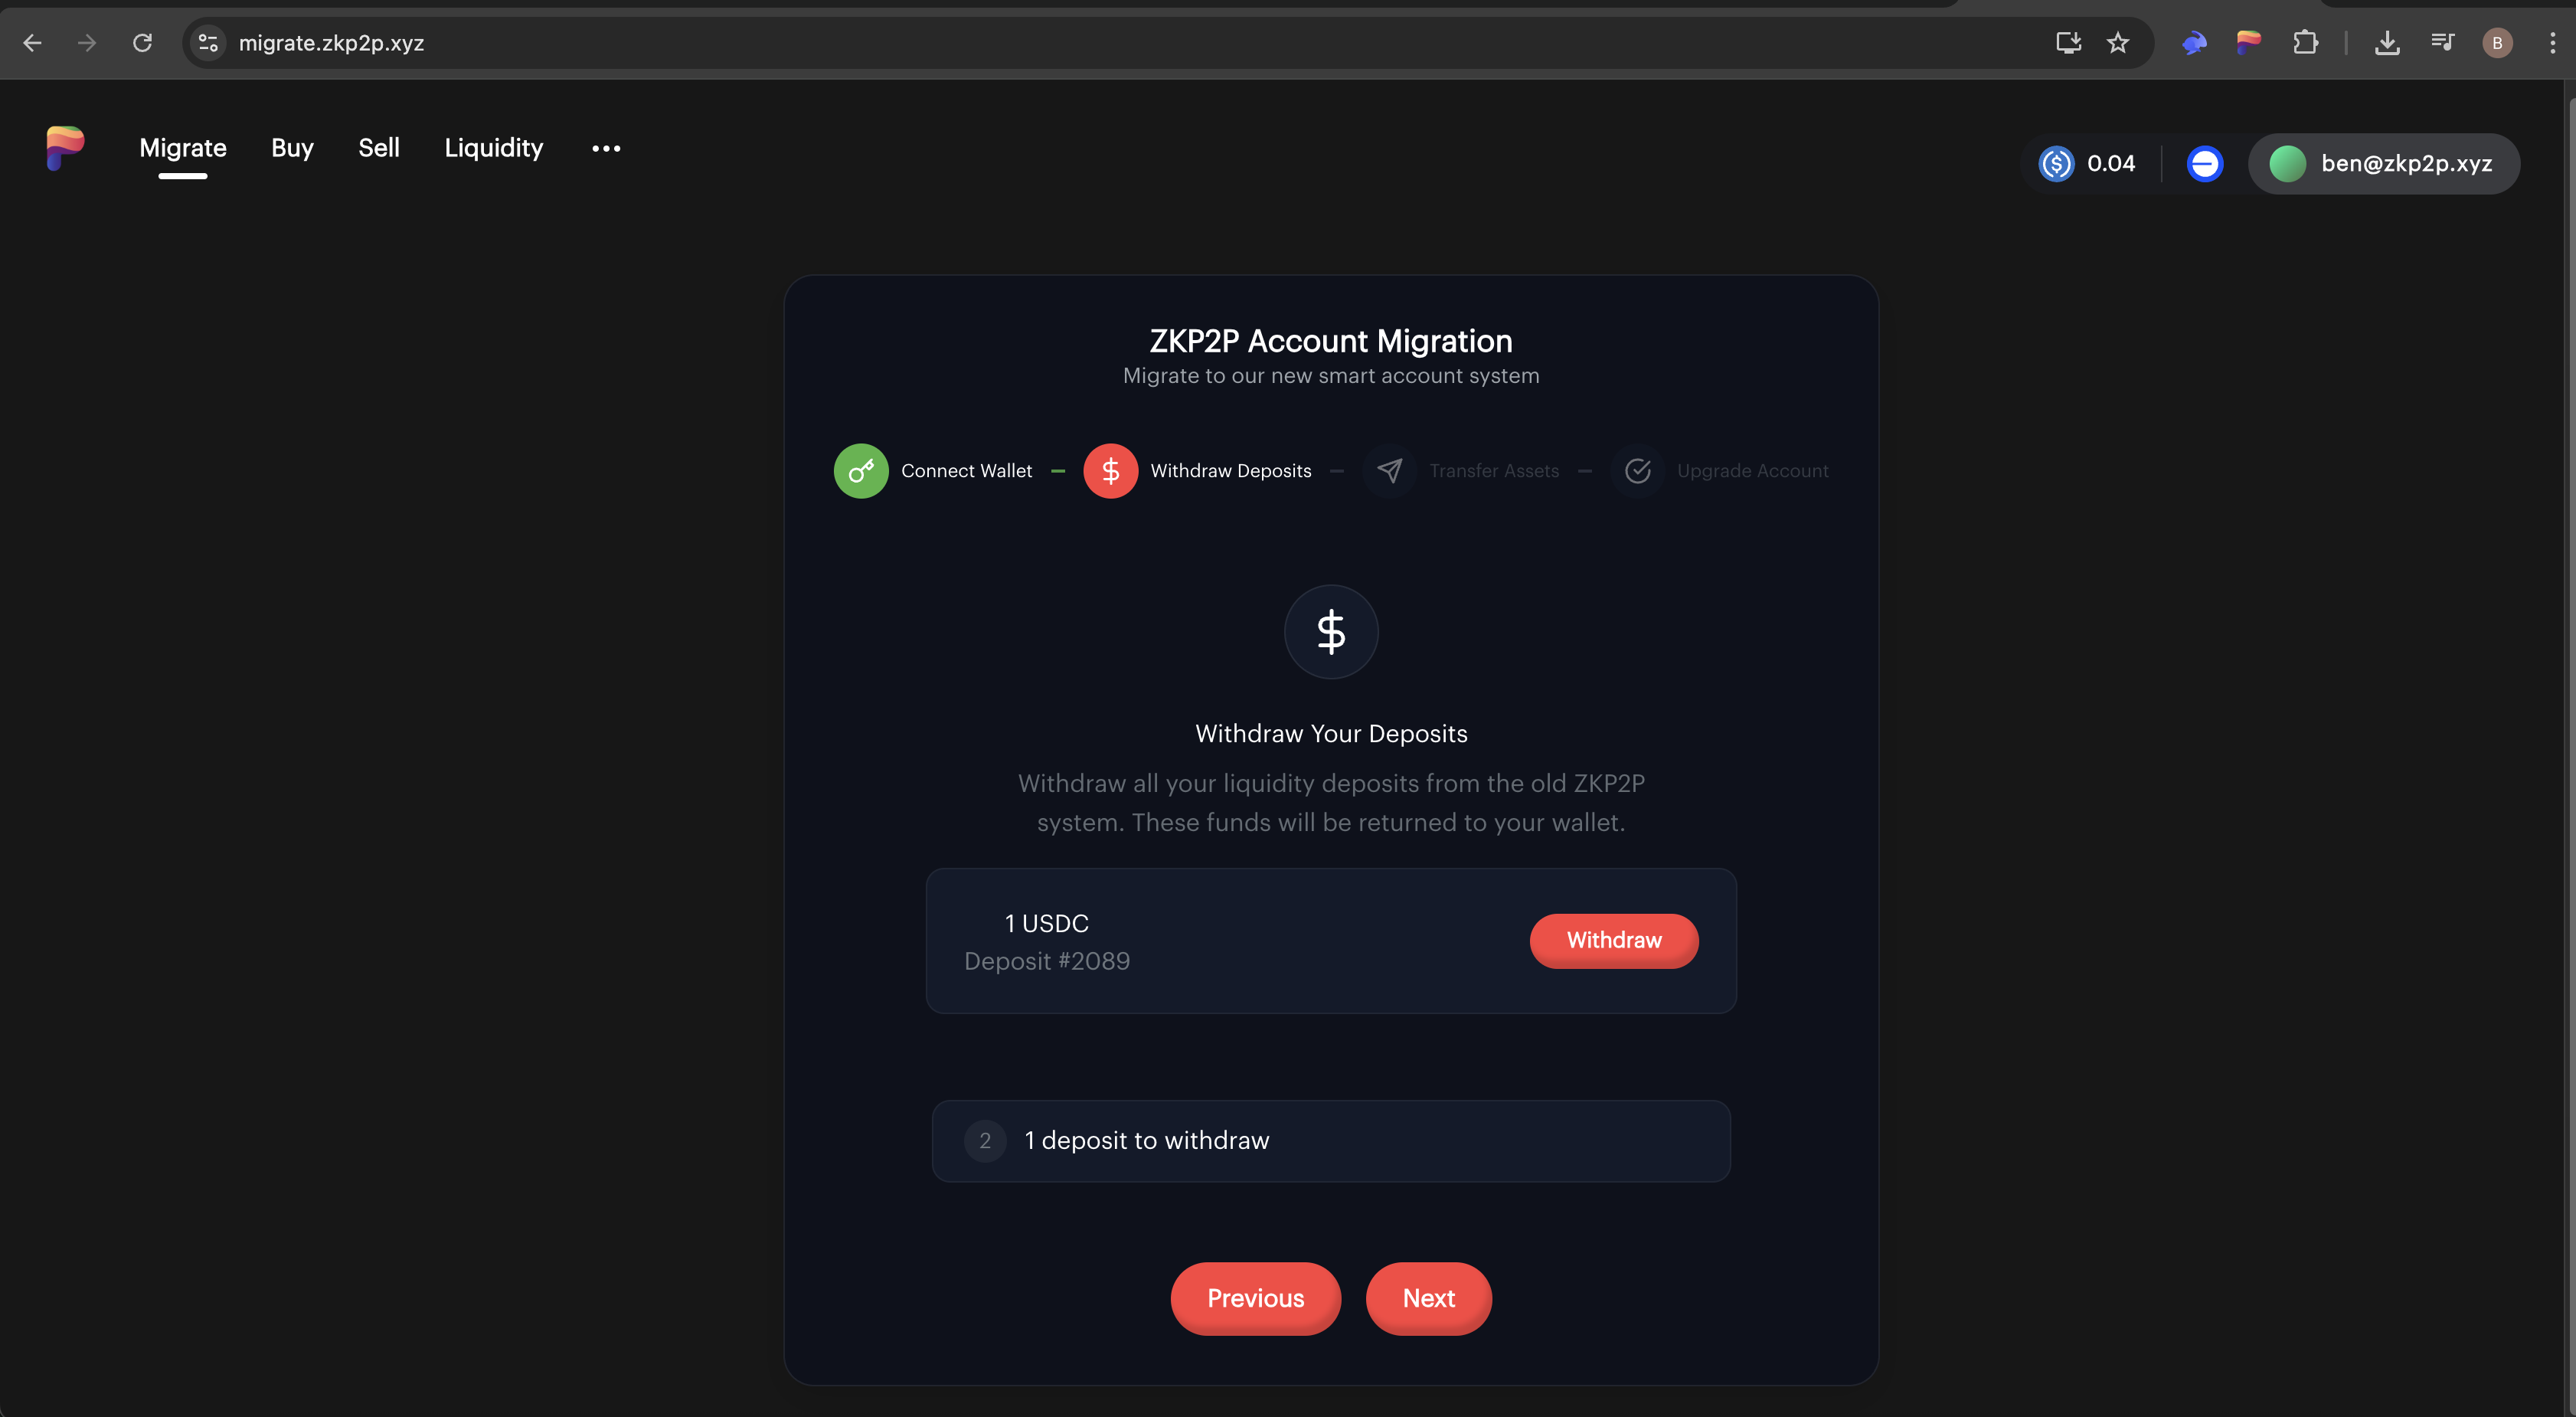 migrate.zkp2p.xyz
B
Migrate Buy Sell Liquidity
0.04
ben@zkp2p.xyz
ZKP2P Account Migration
Migrate to our new smart account system
Connect Wallet Withdraw Deposits Transfer Assets Upgrade Account
$
Withdraw Your Deposits
Withdraw all your liquidity deposits from the old ZKP2P
system. These funds will be returned to your wallet.
1 USDC
Deposit #2089
Withdraw
2 1 deposit to withdraw
Previous Next